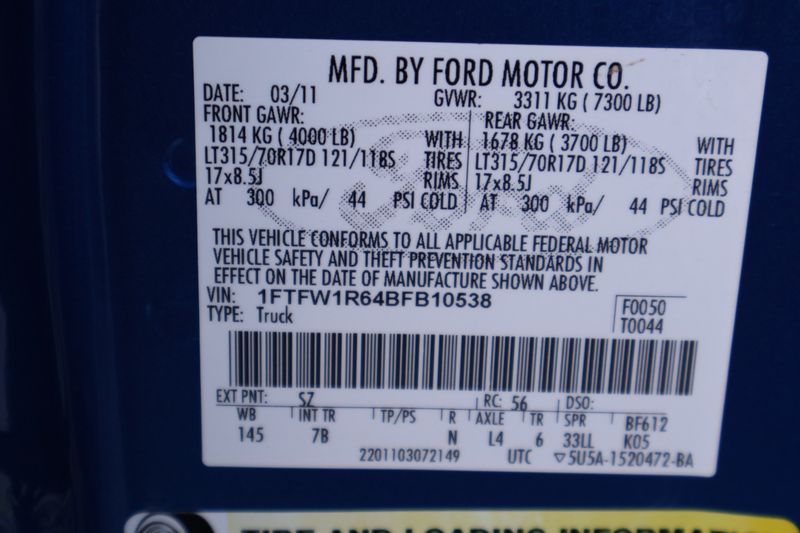 MFD. BY FORD MOTOR CO.
DATE: 03/11 GVWR: 3311 KG ( 7300 LB)
FRONT GAWR: REAR GAWR:
1814 KG ( 4000 LB) WITH 1678 KG ( 3700 LB) WITH
LT315/70R17D 121/118S TIRES LT315/70R17D 121/118S TIRES
17x8.5J RIMS 17x8.5J RIMS
AT 300 kPa/ 44 PSI COLD AT 300 kPa/ 44 PSI COLD
THIS VEHICLE CONFORMS TO ALL APPLICABLE FEDERAL MOTOR
VEHICLE SAFETY AND THEFT PREVENTION STANDARDS IN
EFFECT ON THE DATE OF MANUFACTURE SHOWN ABOVE.
VIN: 1FTFW1R64BFB10538 F0050
TYPE: Truck T0044
EXT PNT: SZ RC: 56 DSO:
WB INT TR TP/PS R AXLE TR SPR BF612
145 7B N L4 6 33LL K05
2201103072149 UTC ▽5U5A-1520472-BA
TIRE AND LOADING INFORMATI